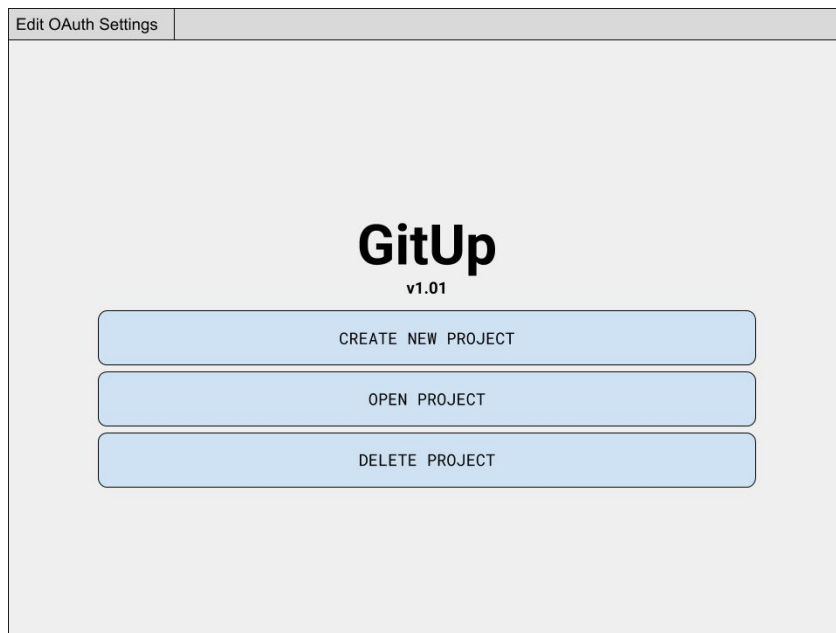 Edit OAuth Settings
GitUp
v1.01
CREATE NEW PROJECT
OPEN PROJECT
DELETE PROJECT